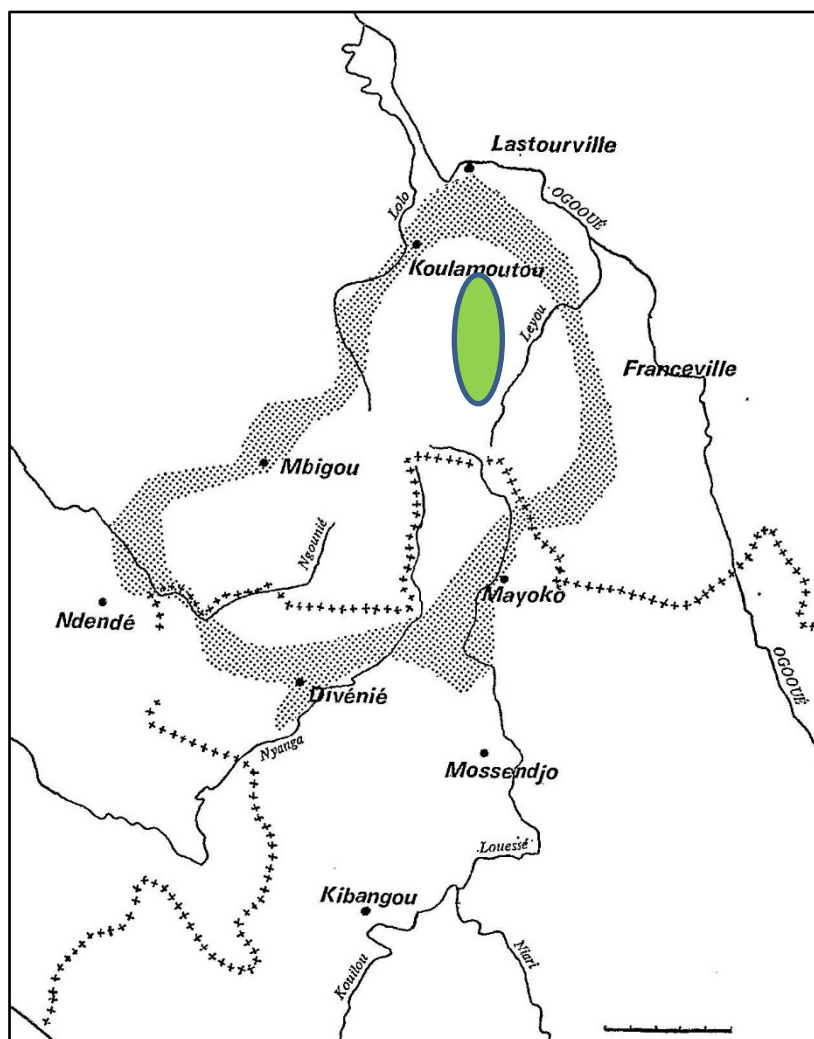 Lastourville
Lolo
OGOOUÉ
Koulamoutou
Leyou
Franceville
Mbigou
Ngounié
Mayoko
Ndendé
OGOOUÉ
Divénié
Nyanga
Mossendjo
Louessé
Kibangou
Niari
Kouilou